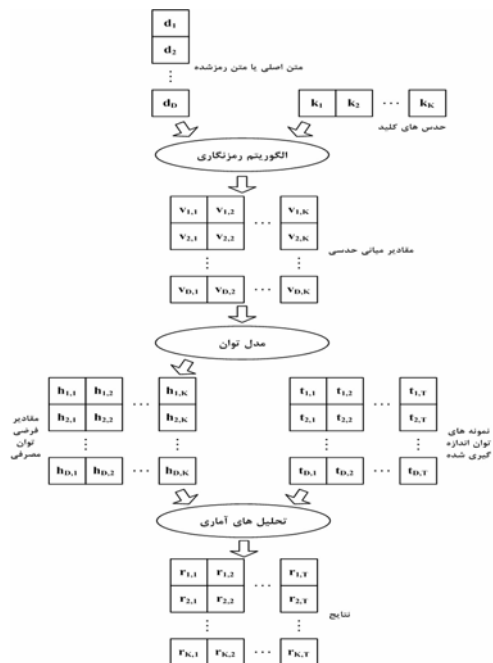 d1
d2
⋮
متن اصلی یا متن رمزشده
dD
k1 k2 ⋯ kK
حدس های کلید
الگوریتم رمزنگاری
v1,1 v1,2 ⋯ v1,K
v2,1 v2,2 v2,K
⋮ ⋮
مقادیر میانی حدسی
vD,1 vD,2 ⋯ vD,K
مدل توان
h1,1 h1,2 ⋯ h1,K
h2,1 h2,2 h2,K
⋮ ⋮
hD,1 hD,2 ⋯ hD,K
مقادیر
فرضی
توان
مصرفی
t1,1 t1,2 ⋯ t1,T
t2,1 t2,2 t2,T
⋮ ⋮
tD,1 tD,2 ⋯ tD,T
نمونه های
توان اندازه
گیری شده
تحلیل های آماری
r1,1 r1,2 ⋯ r1,T
r2,1 r2,2 r2,T
⋮ ⋮
نتایج
rK,1 rK,2 ⋯ rK,T